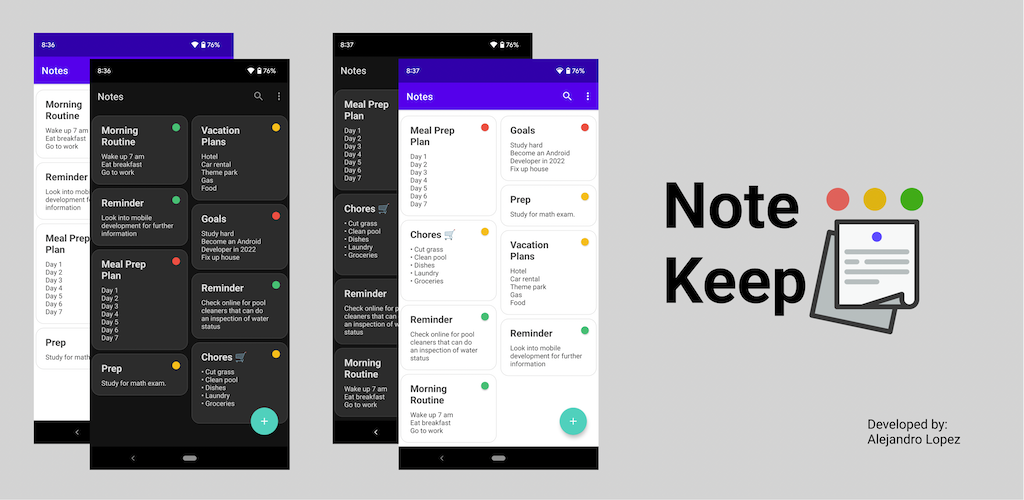 8:36
76%
Notes
Morning
Routine
Wake up 7 am
Eat breakfast
Go to work
Reminder
Look into mobile
development fo
information
Meal Prep
Plan
Day 1
Day 2
Day 3
Day 4
Day 5
Day 6
Day 7
Prep
Study for math
8:36
76%
Notes
Morning
Routine
Wake up 7 am
Eat breakfast
Go to work
Reminder
Look into mobile
development for further
information
Meal Prep
Plan
Day 1
Day 2
Day 3
Day 4
Day 5
Day 6
Day 7
Prep
Study for math exam.
Vacation
Plans
Hotel
Car rental
Theme park
Gas
Food
Goals
Study hard
Become an Android
Developer in 2022
Fix up house
Reminder
Check online for pool
cleaners that can do
an inspection of water
status
Chores 🛒
• Cut grass
• Clean pool
• Dishes
• Laundry
• Groceries
+
8:37
76%
Notes
Meal Prep
Plan
Day 1
Day 2
Day 3
Day 4
Day 5
Day 6
Day 7
Chores 🛒
• Cut grass
• Clean pool
• Dishes
• Laundry
• Groceries
Reminder
Check online for
cleaners that can
an inspection of
status
Morning
Routine
Wake up 7 am
Eat breakfast
Go to work
8:37
76%
Notes
Meal Prep
Plan
Day 1
Day 2
Day 3
Day 4
Day 5
Day 6
Day 7
Chores 🛒
• Cut grass
• Clean pool
• Dishes
• Laundry
• Groceries
Reminder
Check online for pool
cleaners that can do
an inspection of water
status
Morning
Routine
Wake up 7 am
Eat breakfast
Go to work
Goals
Study hard
Become an Android
Developer in 2022
Fix up house
Prep
Study for math exam.
Vacation
Plans
Hotel
Car rental
Theme park
Gas
Food
Reminder
Look into mobile
development for further
information
+
Note
Keep
Developed by:
Alejandro Lopez